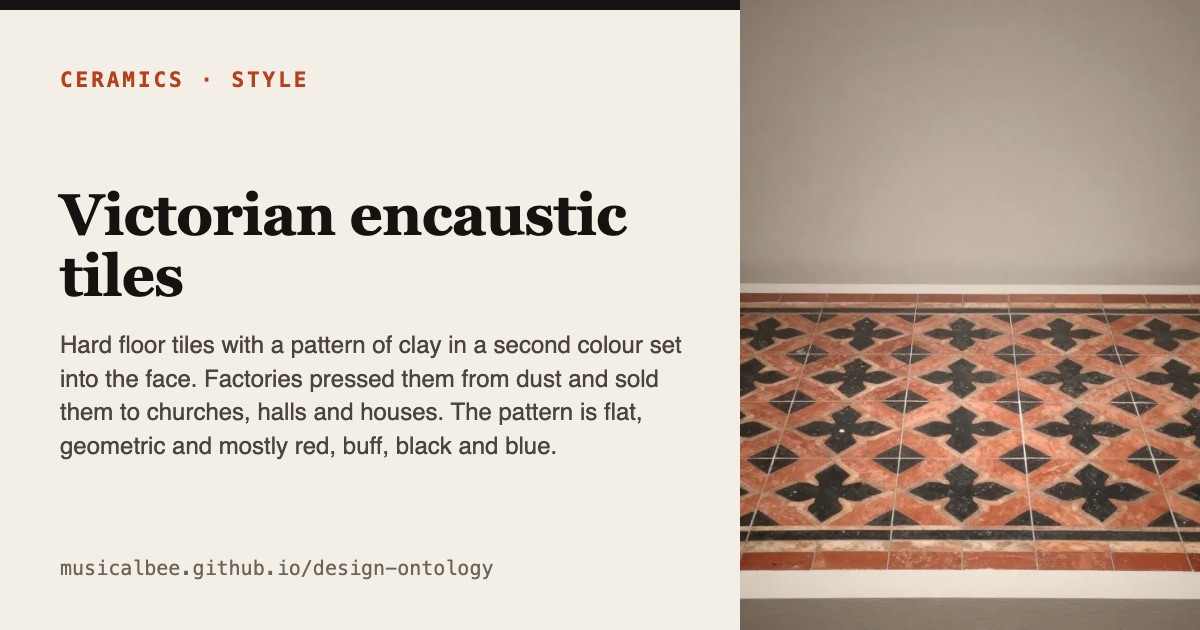 CERAMICS · STYLE
Victorian encaustic
tiles
Hard floor tiles with a pattern of clay in a second colour set
into the face. Factories pressed them from dust and sold
them to churches, halls and houses. The pattern is flat,
geometric and mostly red, buff, black and blue.
musicalbee.github.io/design-ontology